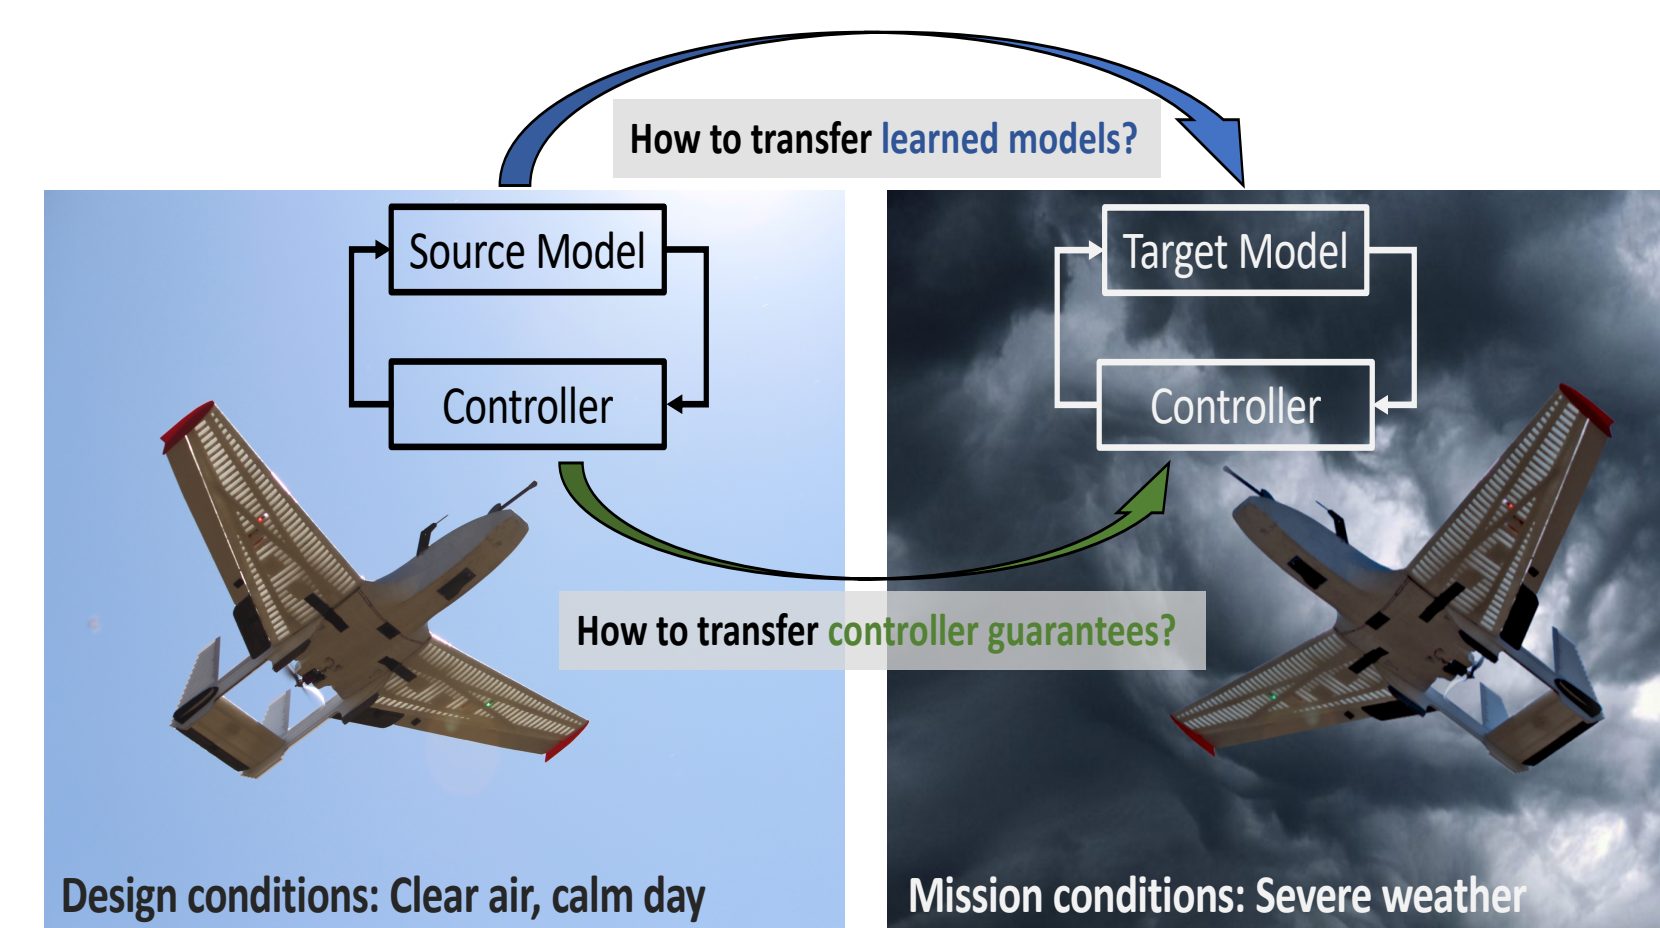 How to transfer learned models?
Source Model
Controller
Target Model
Controller
How to transfer controller guarantees?
Design conditions: Clear air, calm day
Mission conditions: Severe weather